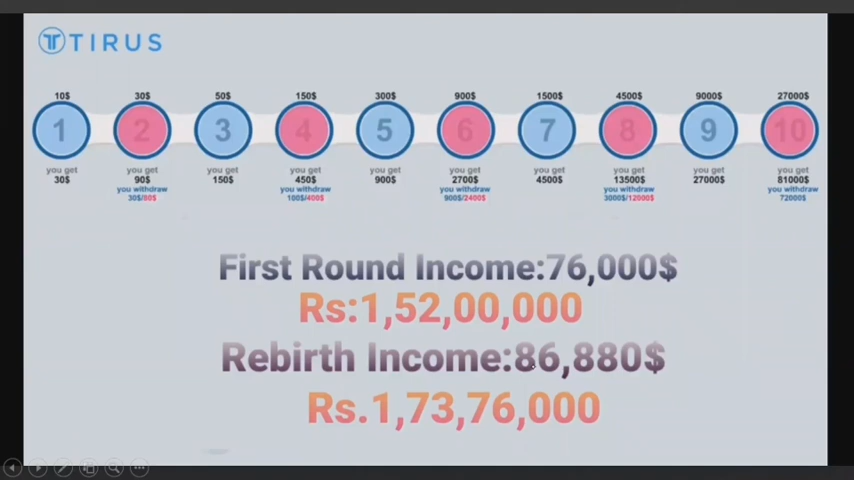 TIRUS
10$ 30$ 50$ 150$ 300$ 900$ 1500$ 4500$ 9000$ 27000$
1 2 3 4 5 6 7 8 9 10
you get you get you get you get you get you get you get you get you get you get
30$ 90$ 150$ 450$ 900$ 2700$ 4500$ 13500$ 27000$ 81000$
you withdraw you withdraw you withdraw you withdraw you withdraw
30$/80$ 100$/400$ 900$/2400$ 3000$/12000$ 72000$
First Round Income:76,000$
Rs:1,52,00,000
Rebirth Income:86,880$
Rs.1,73,76,000